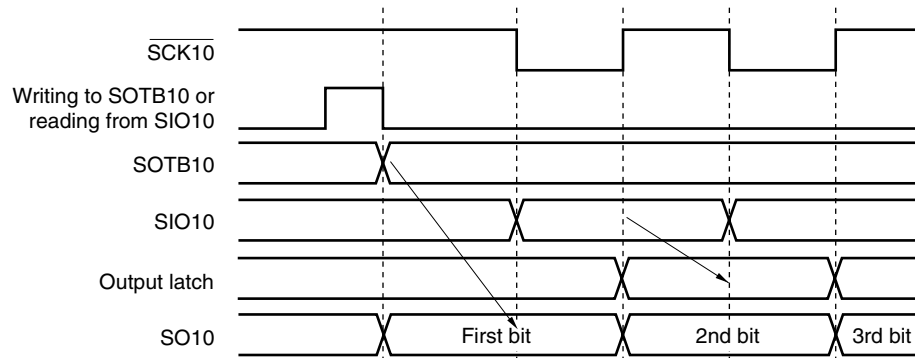 SCK10
Writing to SOTB10 or
reading from SIO10
SOTB10
SIO10
Output latch
SO10 First bit 2nd bit 3rd bit